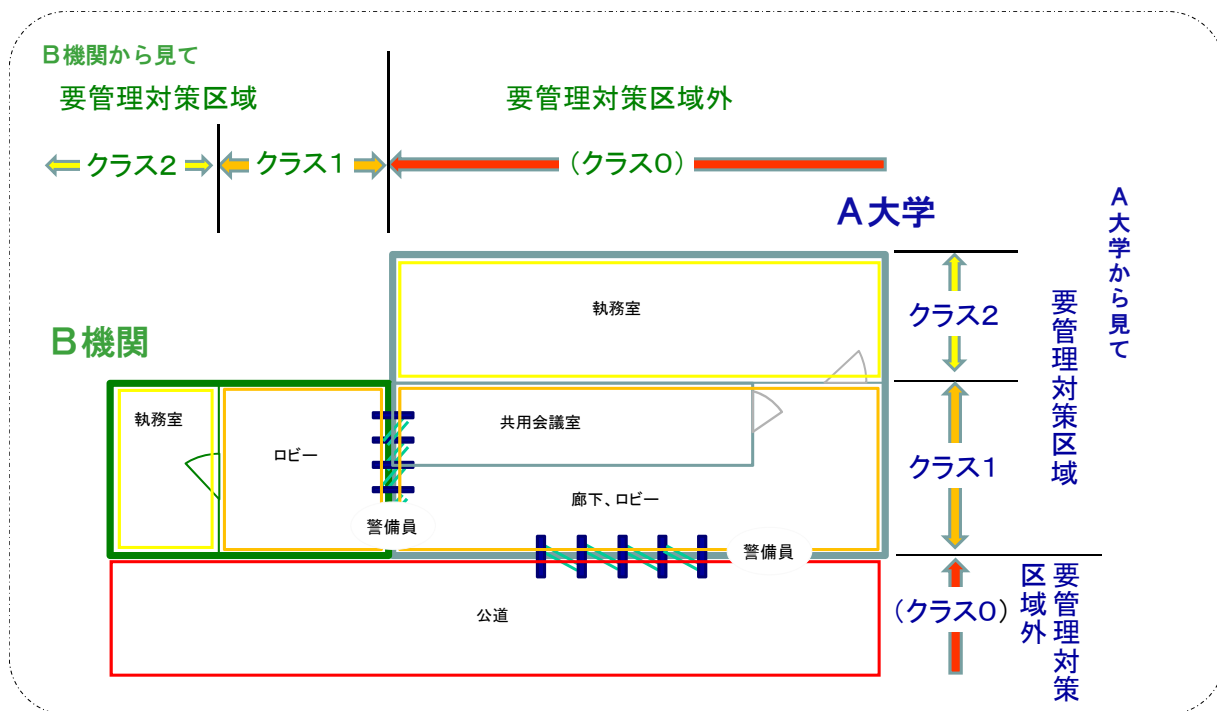 B機関から見て
要管理対策区域
要管理対策区域外
クラス2
クラス1
(クラス0)
A大学
A大学から見て
執務室
クラス2
要管理対策区域
B機関
執務室
ロビー
共用会議室
クラス1
廊下、ロビー
警備員
警備員
公道
(クラス0)
要管理対策
区域外